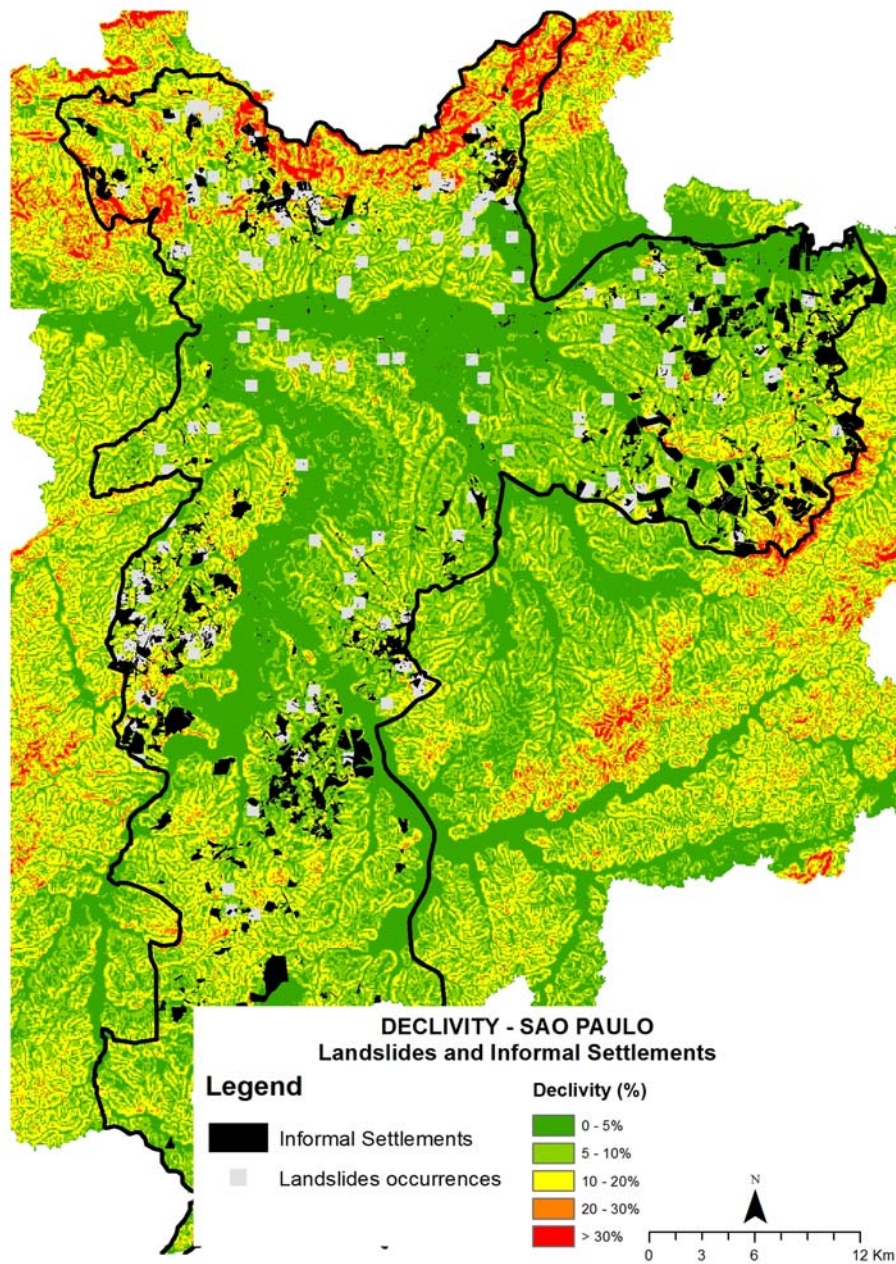 DECLIVITY - SAO PAULO
Landslides and Informal Settlements
Legend
Informal Settlements
Landslides occurrences
Declivity (%)
0 - 5%
5 - 10%
10 - 20%
20 - 30%
> 30%
N
0 3 6 12 Km